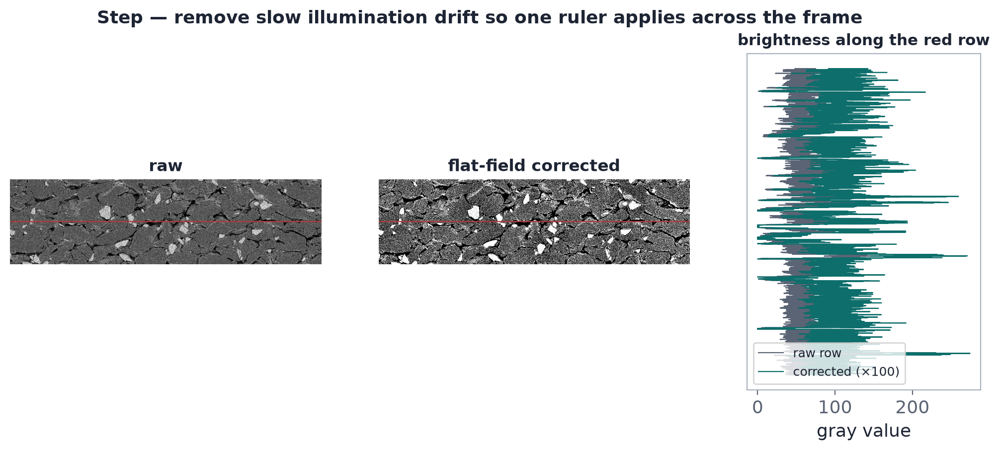 Step — remove slow illumination drift so one ruler applies across the frame
raw
flat-field corrected
brightness along the red row
raw row
corrected (×100)
0 100 200
gray value